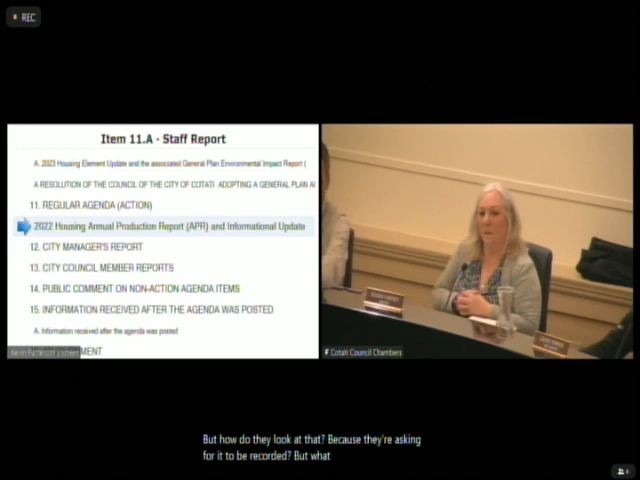 REC
Item 11.A - Staff Report
A. 2023 Housing Element Update and the associated General Plan Environmental Impact Report (
A RESOLUTION OF THE COUNCIL OF THE CITY OF COTATI ADOPTING A GENERAL PLAN A
11. REGULAR AGENDA (ACTION)
2022 Housing Annual Production Report (APR) and Informational Update
12. CITY MANAGER'S REPORT
13. CITY COUNCIL MEMBER REPORTS
14. PUBLIC COMMENT ON NON-ACTION AGENDA ITEMS
15. INFORMATION RECEIVED AFTER THE AGENDA WAS POSTED
A. Information received after the agenda was posted
MENT
Cotati Council Chambers
But how do they look at that? Because they're asking
for it to be recorded? But what